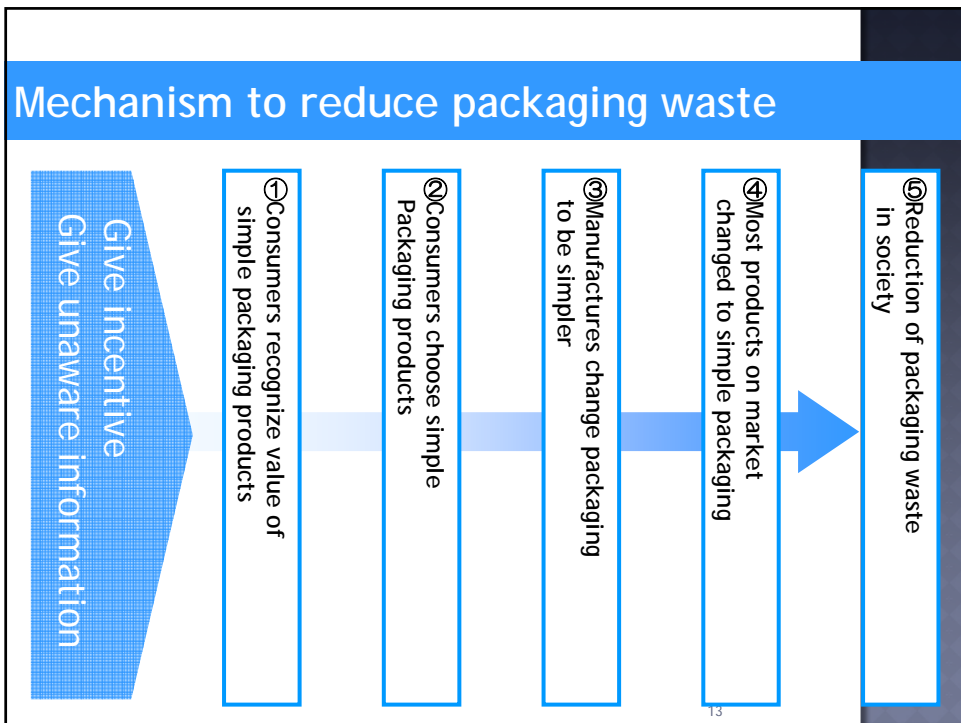 Mechanism to reduce packaging waste
Give incentive
Give unaware information
①Consumers recognize value of
simple packaging products
②Consumers choose simple
Packaging products
③Manufactures change packaging
to be simpler
④Most products on market
changed to simple packaging
⑤Reduction of packaging waste
in society
13